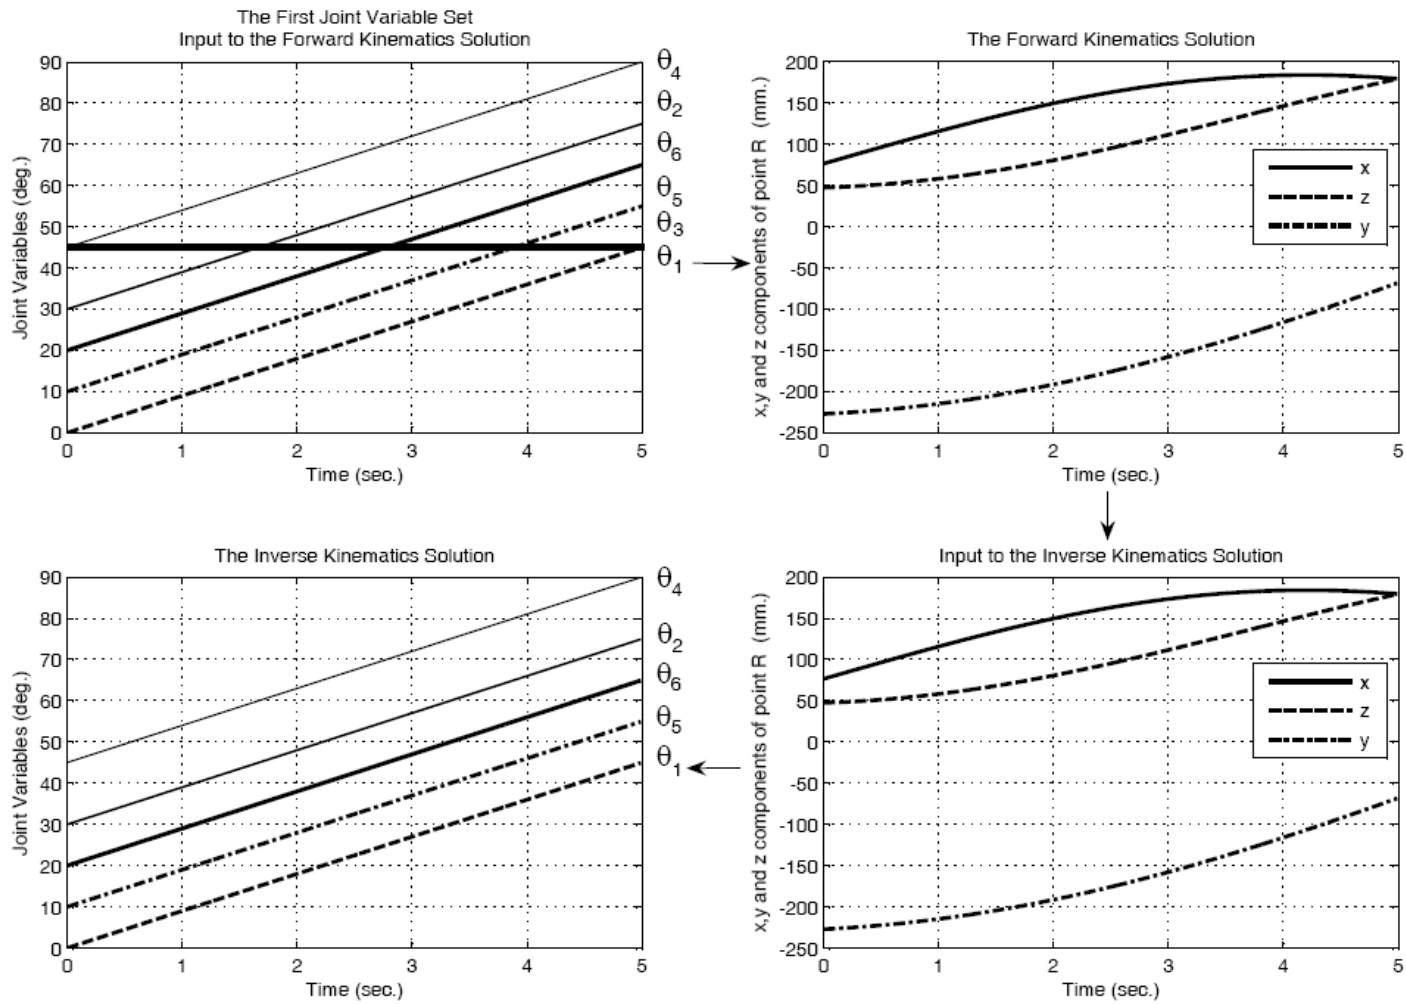 The First Joint Variable Set
Input to the Forward Kinematics Solution
Joint Variables (deg.)
90
80
70
60
50
40
30
20
10
0
0 1 2 3 4 5
Time (sec.)
θ4
θ2
θ6
θ5
θ3
θ1
The Forward Kinematics Solution
x,y and z components of point R (mm.)
200
150
100
50
0
-50
-100
-150
-200
-250
0 1 2 3 4 5
Time (sec.)
x
z
y
The Inverse Kinematics Solution
Joint Variables (deg.)
90
80
70
60
50
40
30
20
10
0
0 1 2 3 4 5
Time (sec.)
θ4
θ2
θ6
θ5
θ1
Input to the Inverse Kinematics Solution
x,y and z components of point R (mm.)
200
150
100
50
0
-50
-100
-150
-200
-250
0 1 2 3 4 5
Time (sec.)
x
z
y